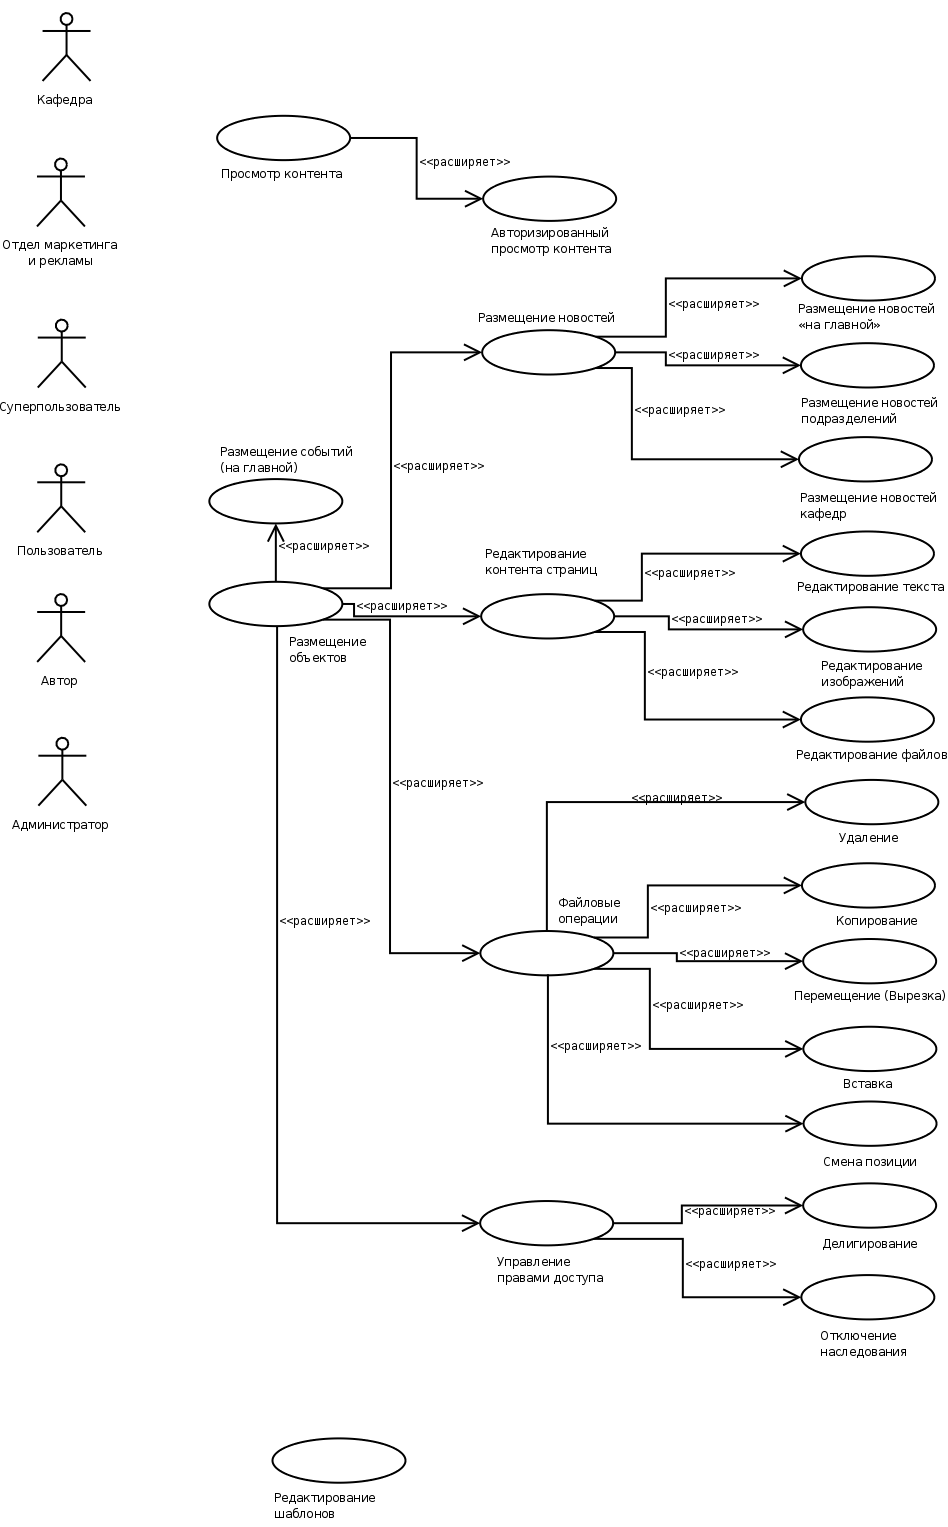 Кафедра
Просмотр контента
<<расширяет>>
Авторизированный
просмотр контента
Отдел маркетинга
и рекламы
Суперпользователь
Пользователь
Автор
Администратор
Размещение новостей
<<расширяет>>
Размещение новостей
«на главной»
<<расширяет>>
Размещение новостей
подразделений
<<расширяет>>
Размещение новостей
кафедр
Размещение событий
(на главной)
<<расширяет>>
<<расширяет>>
Размещение
объектов
<<расширяет>>
Редактирование
контента страниц
<<расширяет>>
Редактирование текста
<<расширяет>>
Редактирование
изображений
<<расширяет>>
Редактирование файлов
<<расширяет>>
Файловые
операции
<<расширяет>>
Удаление
<<расширяет>>
Копирование
<<расширяет>>
Перемещение (Вырезка)
<<расширяет>>
Вставка
<<расширяет>>
Смена позиции
<<расширяет>>
Управление
правами доступа
<<расширяет>>
Делигирование
<<расширяет>>
Отключение
наследования
Редактирование
шаблонов